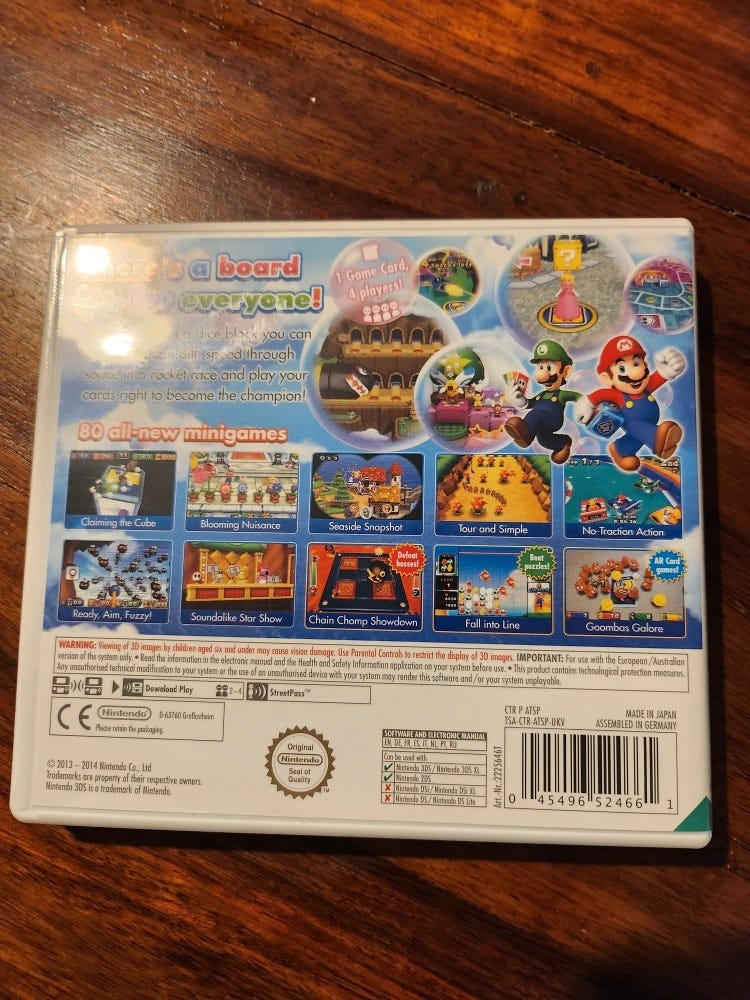 a board
everyone!
a dice block you can
speed through
space in a rocket race and play your
cards right to become the champion!
1 Game Card,
4 players!
80 all-new minigames
Claiming the Cube
Blooming Nuisance
Seaside Snapshot
Tour and Simple
1/3
2nd
No-Traction Action
Ready, Aim, Fuzzy!
Soundalike Star Show
Defeat
bosses!
Chain Chomp Showdown
Beat
puzzles!
Fall into Line
AR Card
games!
Goombas Galore
WARNING: Viewing of 3D images by children aged six and under may cause vision damage. Use Parental Controls to restrict the display of 3D images. IMPORTANT: For use with the European/Australian
version of the system only. • Read the information in the electronic manual and the Health and Safety Information application on your system before use. • This product contains technological protection measures.
Any unauthorised technical modification to your system or the use of an unauthorised device with your system may render this software and/or your system unplayable.
Download Play
2-4
StreetPass™
CE
Nintendo
D-63760 Großostheim
Please retain the packaging.
© 2013 – 2014 Nintendo Co., Ltd.
Trademarks are property of their respective owners.
Nintendo 3DS is a trademark of Nintendo.
Original
Nintendo
Seal of
Quality
TM
SOFTWARE AND ELECTRONIC MANUAL
EN, DE, FR, ES, IT, NL, PT, RU
Can be used with
Nintendo 3DS / Nintendo 3DS XL
Nintendo 2DS
Nintendo DSi / Nintendo DSi XL
Nintendo DS / Nintendo DS Lite
Art.-Nr.: 22256461
CTR P ATSP
TSA-CTR-ATSP-UKV
MADE IN JAPAN
ASSEMBLED IN GERMANY
0 45496 52466 1